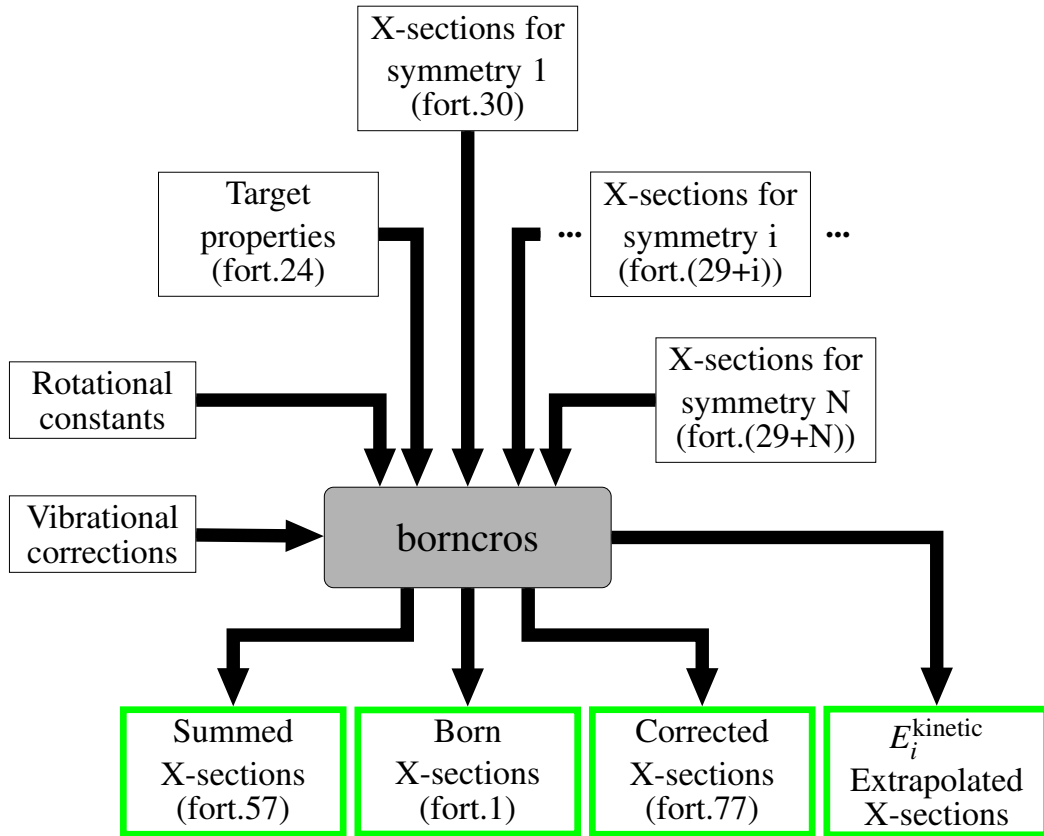 X-sections for
symmetry 1
(fort.30)
Target
properties
(fort.24)
...
X-sections for
symmetry i
(fort.(29+i))
...
Rotational
constants
X-sections for
symmetry N
(fort.(29+N))
Vibrational
corrections
borncros
Summed
X-sections
(fort.57)
Born
X-sections
(fort.1)
Corrected
X-sections
(fort.77)
E_i^kinetic
Extrapolated
X-sections